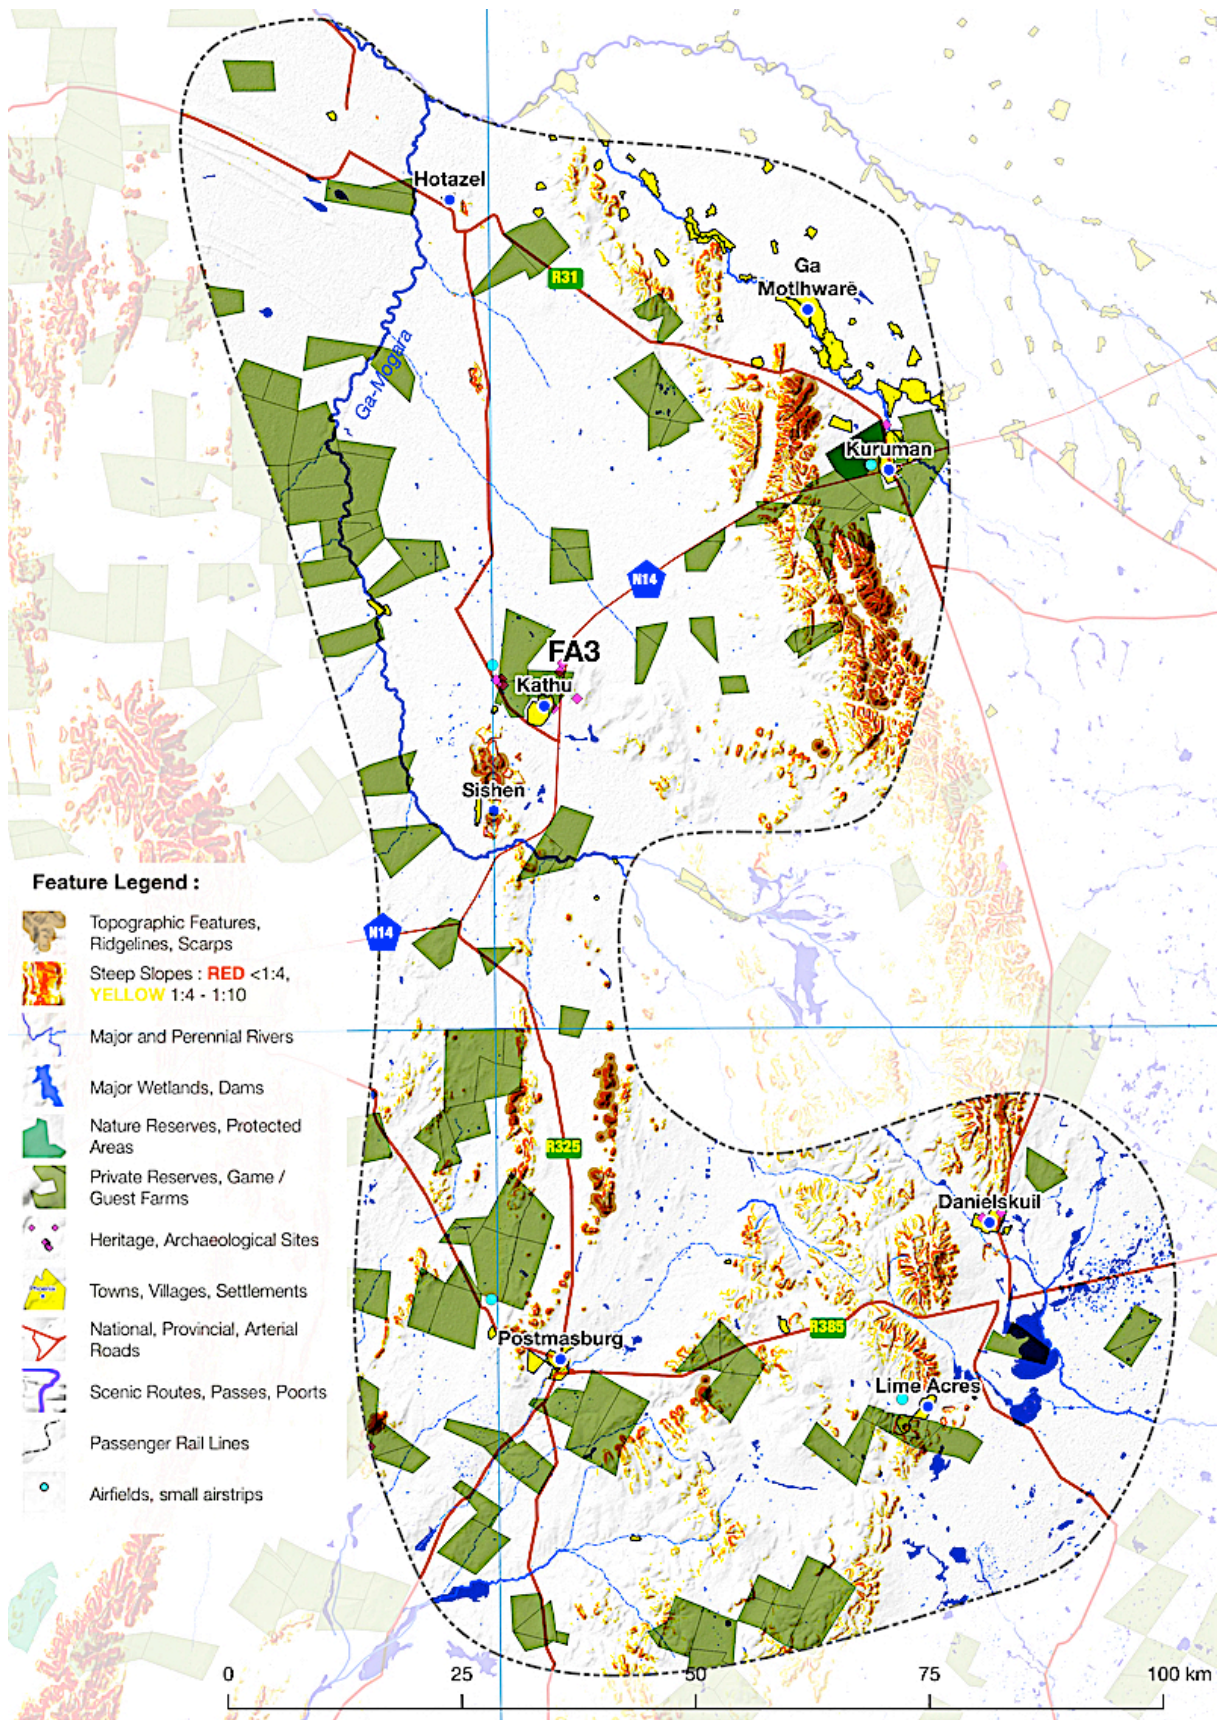 Hotazel
Ga
Motlhware
R31
Ga-Mogara
Kuruman
N14
FA3
Kathu
Sishen
Feature Legend :
Topographic Features,
Ridgelines, Scarps
Steep Slopes : RED <1:4,
YELLOW 1:4 - 1:10
N14
Major and Perennial Rivers
Major Wetlands, Dams
Nature Reserves, Protected
Areas
R325
Private Reserves, Game /
Guest Farms
Danielskuil
Heritage, Archaeological Sites
Towns, Villages, Settlements
National, Provincial, Arterial
Roads
Postmasburg
R385
Scenic Routes, Passes, Poorts
Lime Acres
Passenger Rail Lines
Airfields, small airstrips
0 25 50 75 100 km